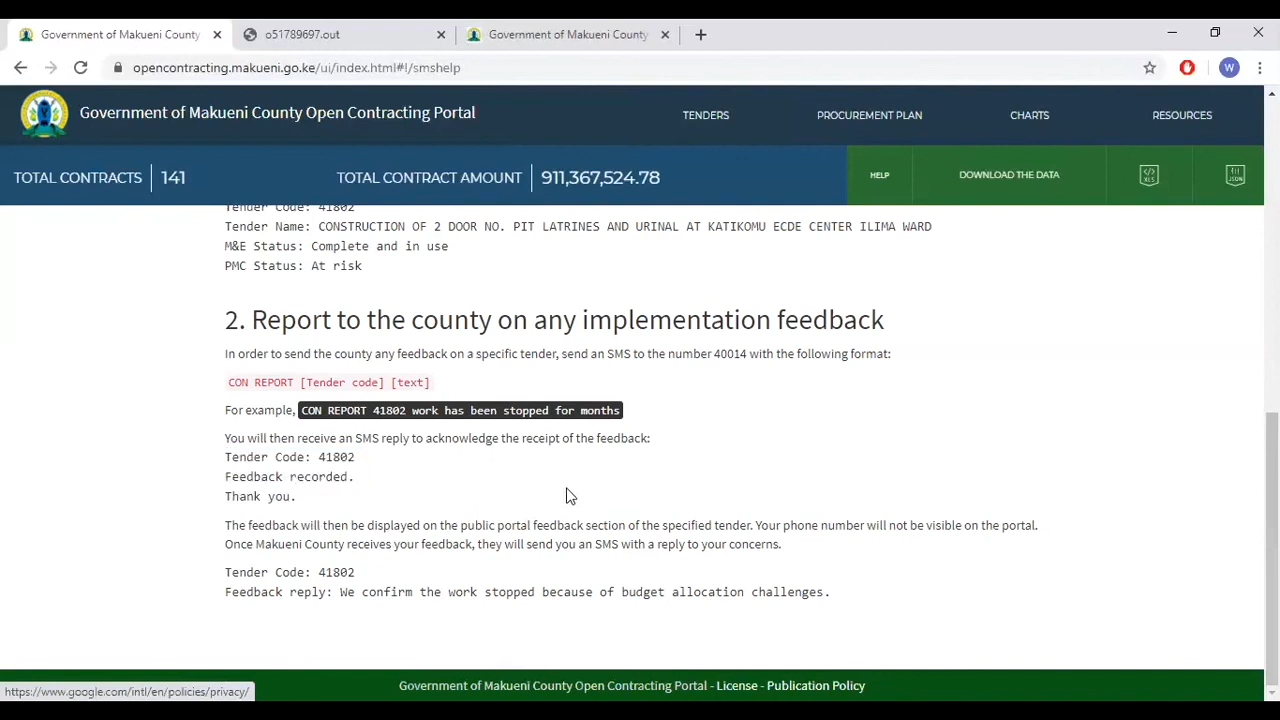 Government of Makueni County
o51789697.out
Government of Makueni County
opencontracting.makueni.go.ke/ui/index.html#!/smshelp
W
Government of Makueni County Open Contracting Portal
TENDERS
PROCUREMENT PLAN
CHARTS
RESOURCES
TOTAL CONTRACTS 141
TOTAL CONTRACT AMOUNT 911,367,524.78
HELP
DOWNLOAD THE DATA
XLS
JSON
Tender Code: 41802
Tender Name: CONSTRUCTION OF 2 DOOR NO. PIT LATRINES AND URINAL AT KATIKOMU ECDE CENTER ILIMA WARD
M&E Status: Complete and in use
PMC Status: At risk
2. Report to the county on any implementation feedback
In order to send the county any feedback on a specific tender, send an SMS to the number 40014 with the following format:
CON REPORT [Tender code] [text]
For example, CON REPORT 41802 work has been stopped for months
You will then receive an SMS reply to acknowledge the receipt of the feedback:
Tender Code: 41802
Feedback recorded.
Thank you.
The feedback will then be displayed on the public portal feedback section of the specified tender. Your phone number will not be visible on the portal.
Once Makueni County receives your feedback, they will send you an SMS with a reply to your concerns.
Tender Code: 41802
Feedback reply: We confirm the work stopped because of budget allocation challenges.
Government of Makueni County Open Contracting Portal - License - Publication Policy
https://www.google.com/intl/en/policies/privacy/